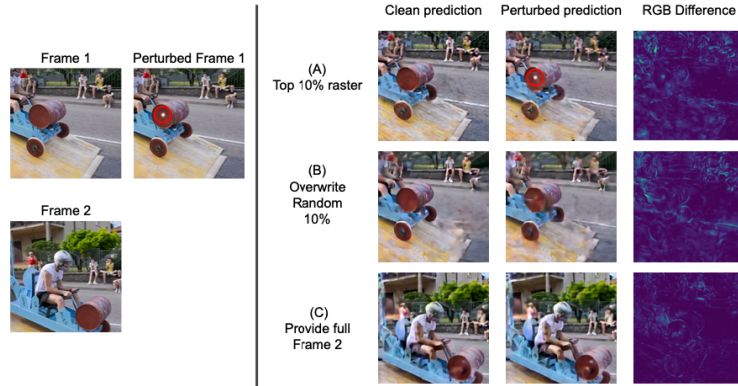 Frame 1
Perturbed Frame 1
Frame 2
Clean prediction
Perturbed prediction
RGB Difference
(A)
Top 10% raster
(B)
Overwrite
Random
10%
(C)
Provide full
Frame 2